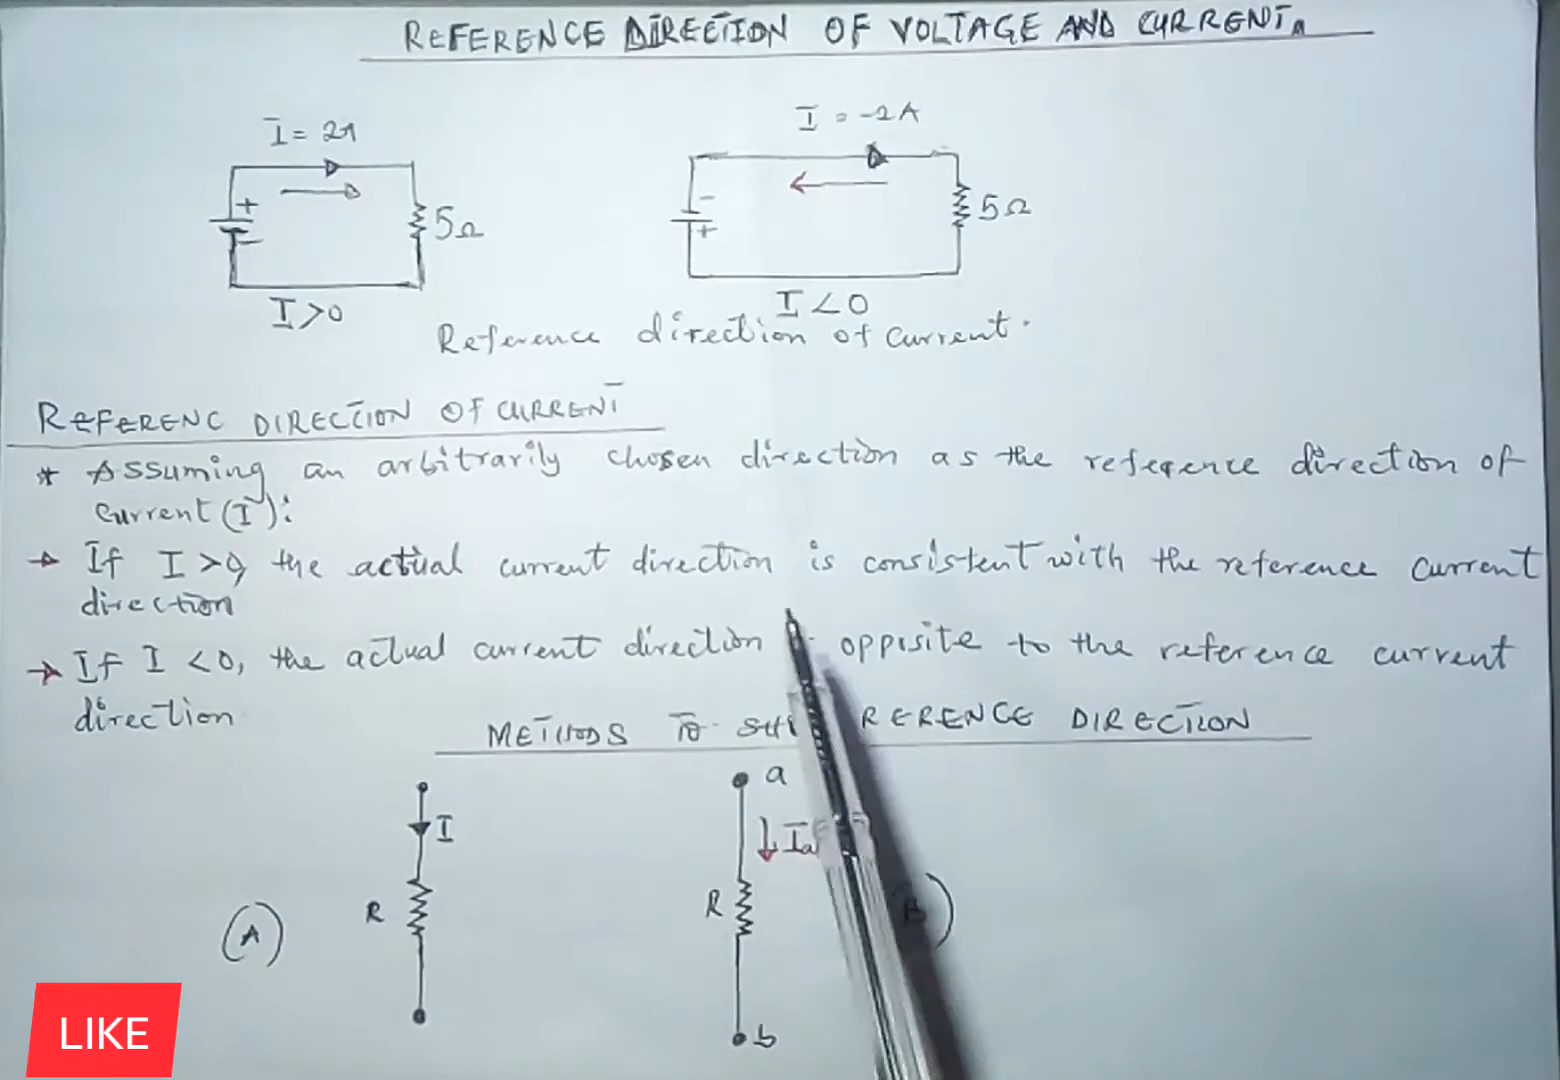 REFERENCE DIRECTION OF VOLTAGE AND CURRENT
I = 2A
I = -2A
+
-
5Ω
-
+
5Ω
I >0
I <0
Reference direction of Current.
REFERENC DIRECTION OF CURRENT
* Assuming an arbitrarily chosen direction as the reference direction of
Current (I):
→ If I >0, the actual current direction is consistent with the reference current
direction
→ If I <0, the actual current direction opposite to the reference current
direction
METHODS TO RERENCE DIRECTION
I
a
R
R
A
B
b
LIKE